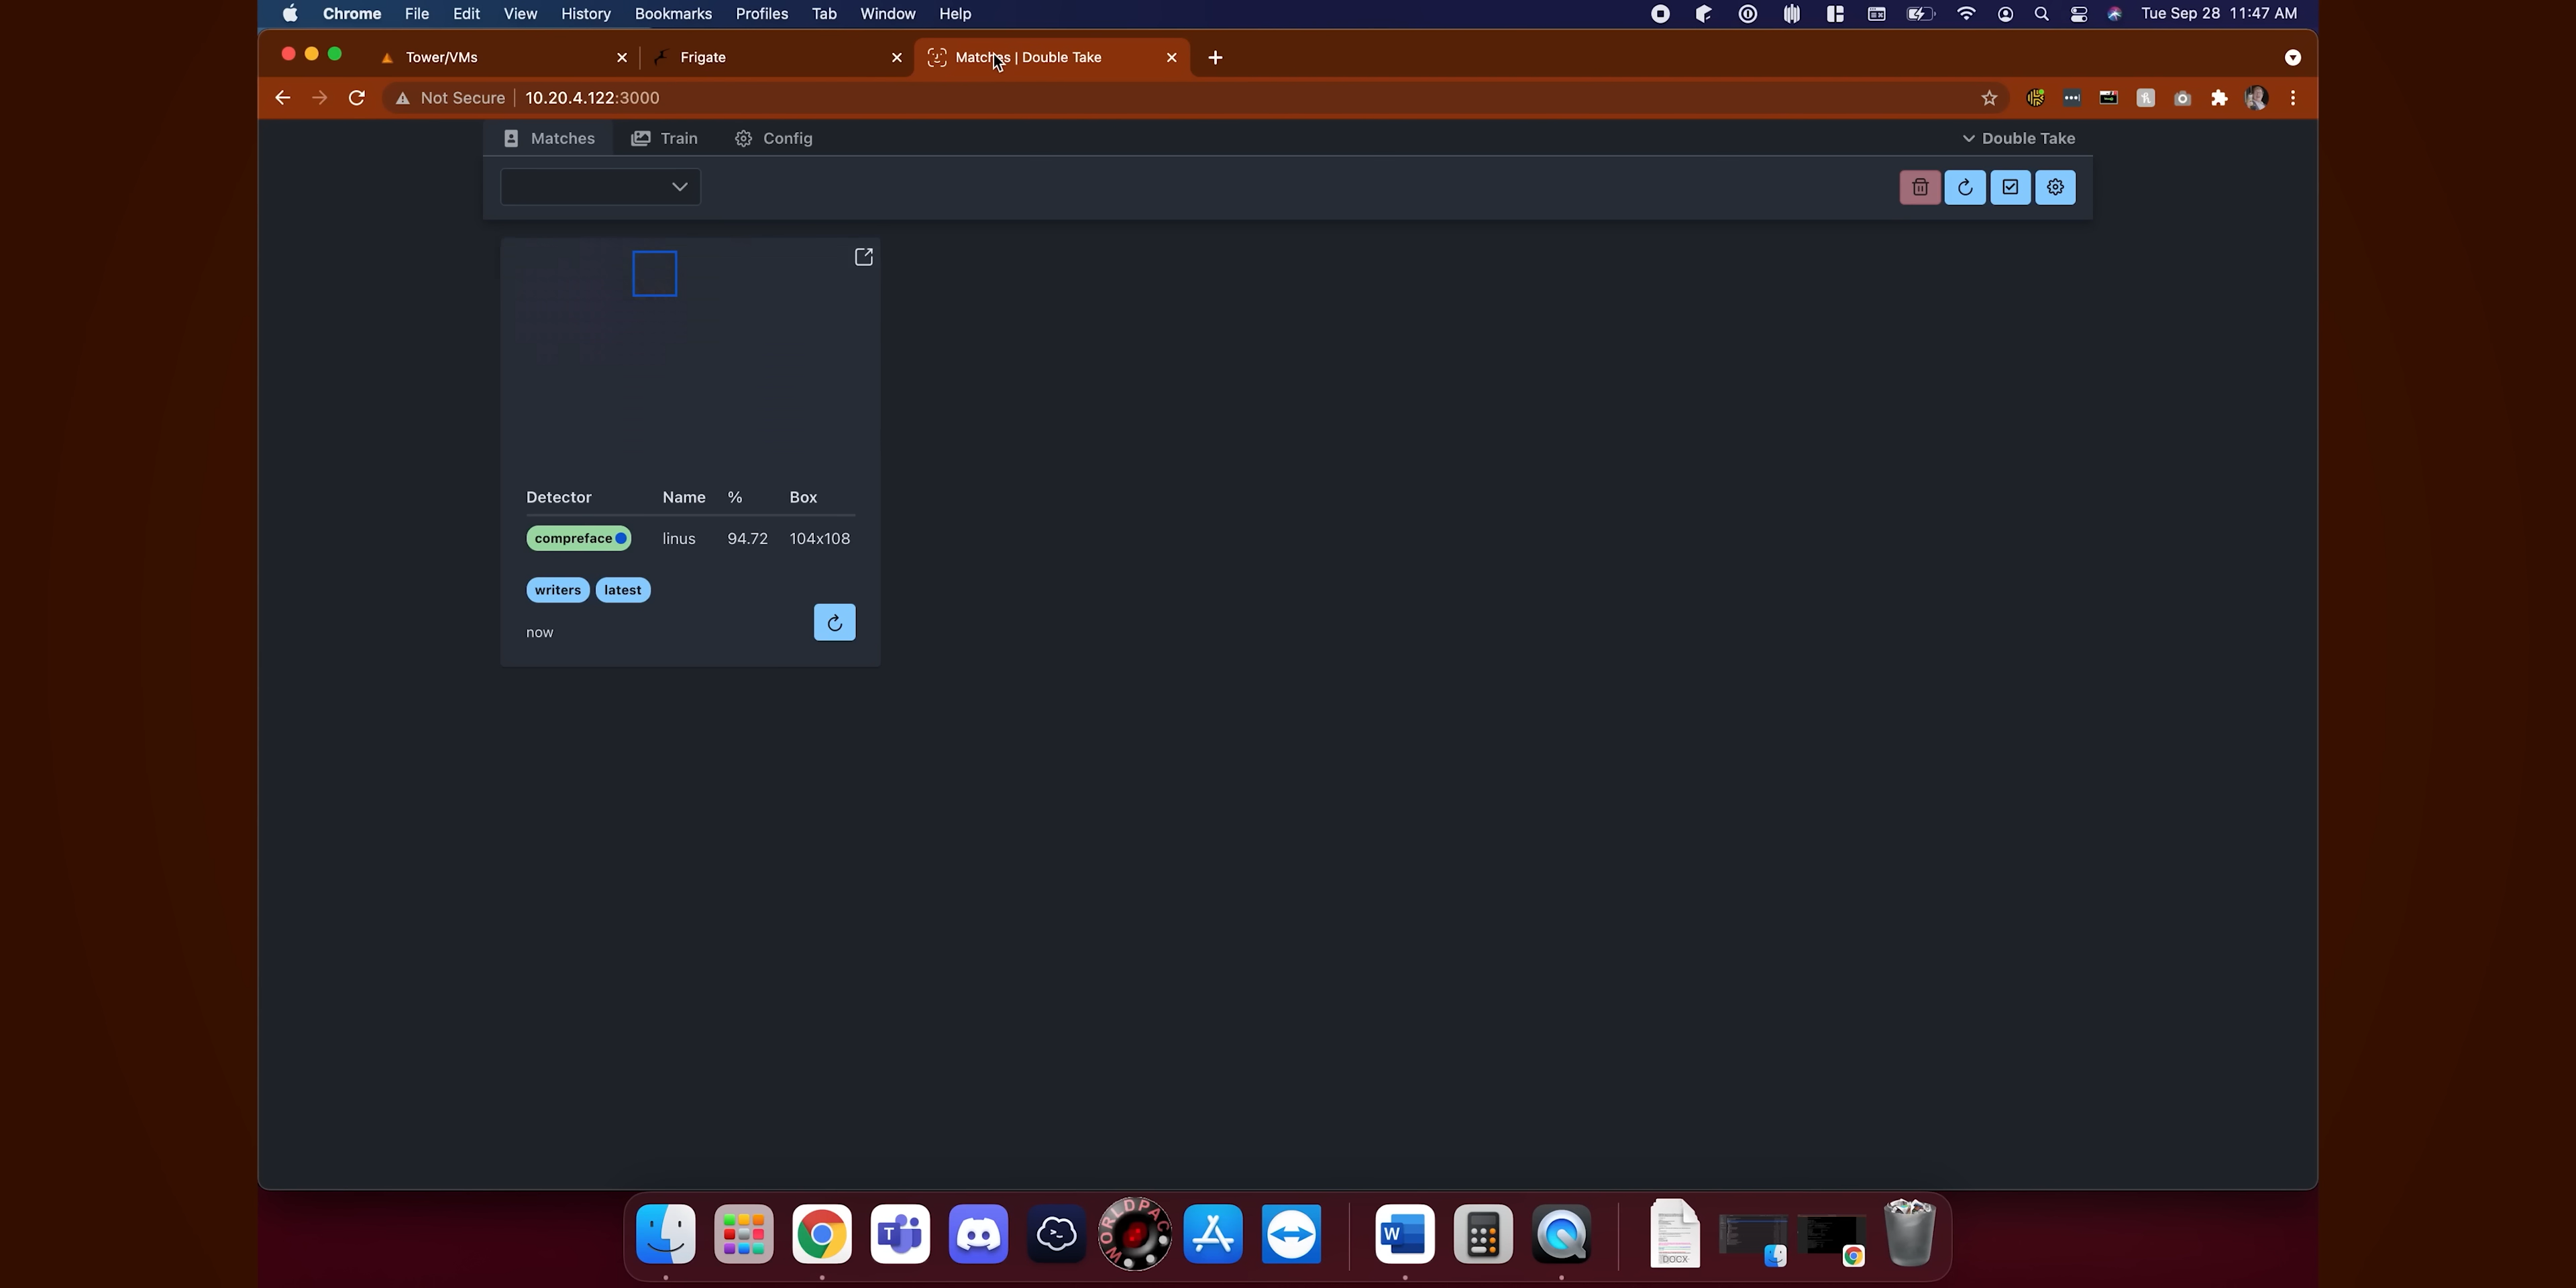 Chrome File Edit View History Bookmarks Profiles Tab Window Help Tue Sep 28 11:47 AM
Tower/VMs Frigate Matches | Double Take
Not Secure 10.20.4.122:3000
Matches Train Config Double Take
Detector Name % Box
compreface linus 94.72 104x108
writers latest
now
WORLDPAC
T W
DOCX